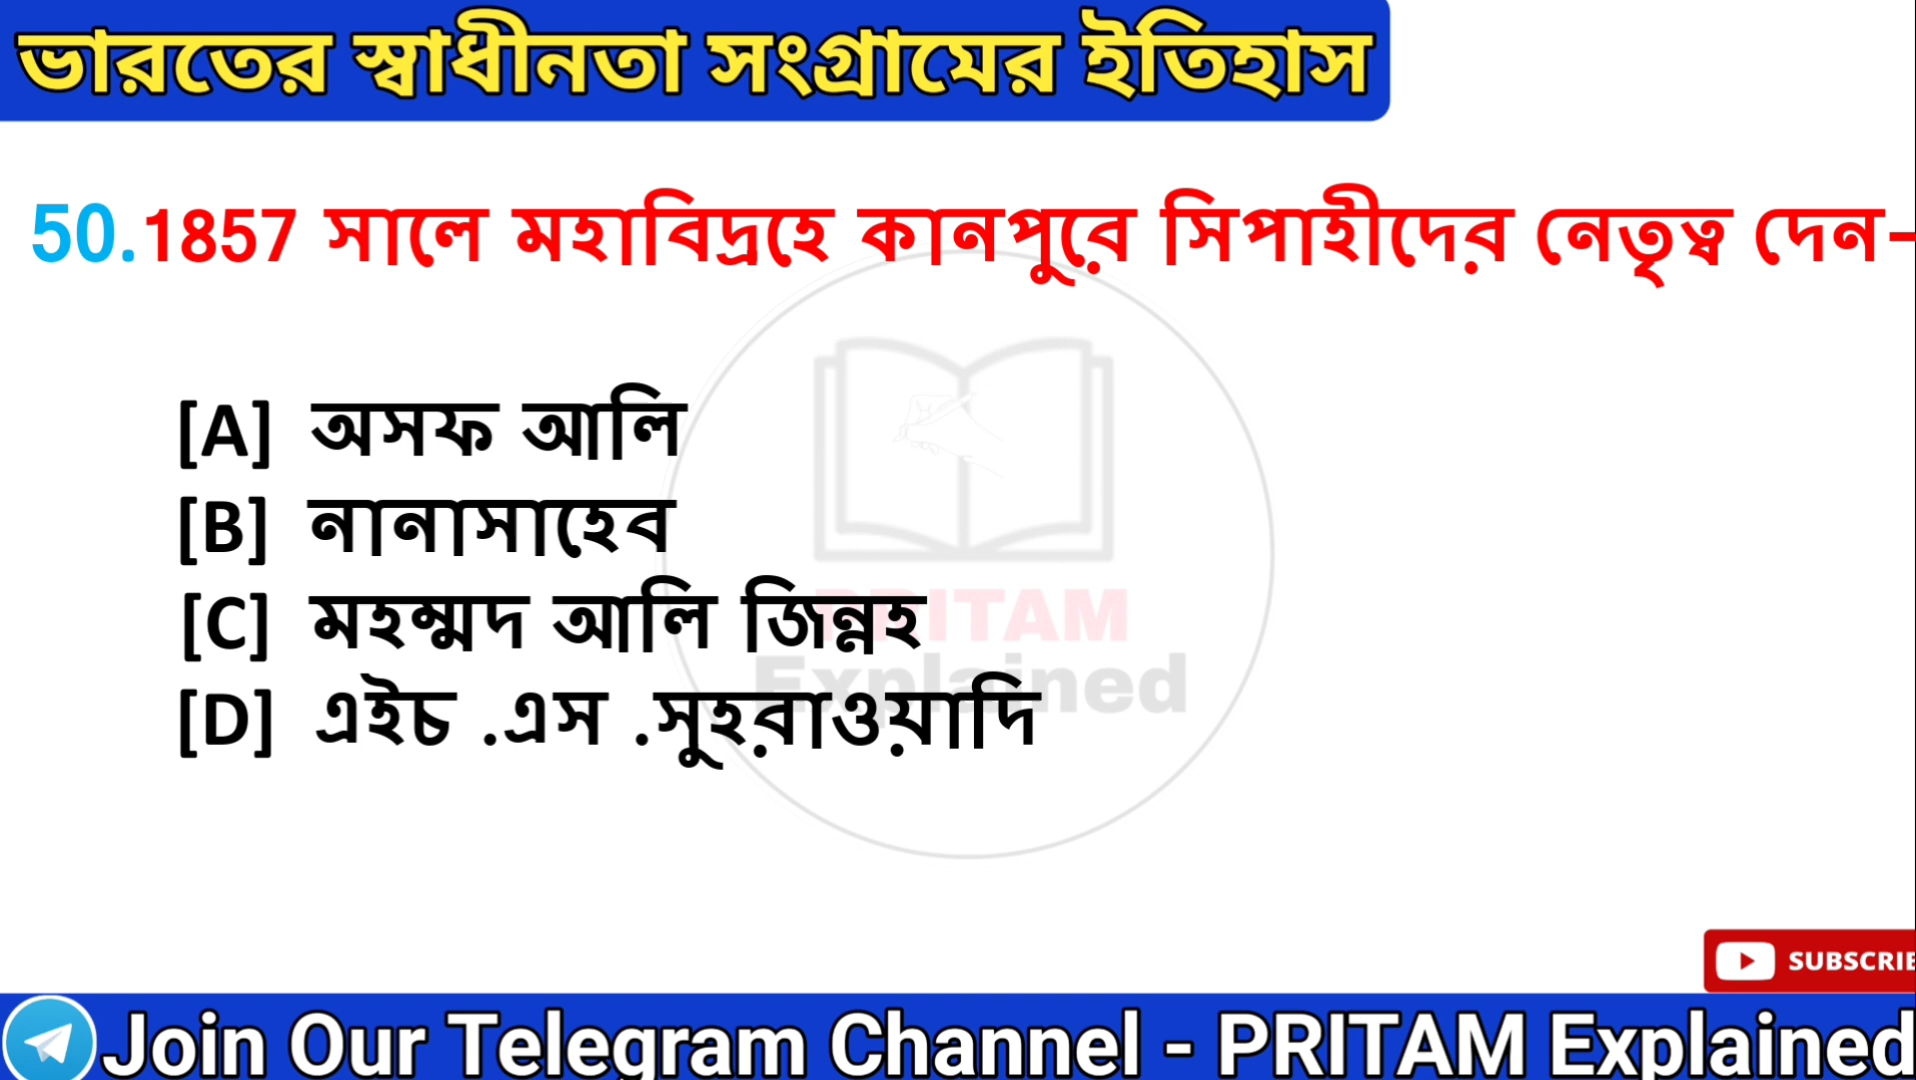 ভারতের স্বাধীনতা সংগ্রামের ইতিহাস
50.1857 সালে মহাবিদ্রহে কানপুরে সিপাহীদের নেতৃত্ব দেন-
[A] অসফ আলি
[B] নানাসাহেব
[C] মহম্মদ আলি জিন্নহ
[D] এইচ .এস .সুহরাওয়াদি
PRITAM
Explained
SUBSCRIBE
Join Our Telegram Channel - PRITAM Explained